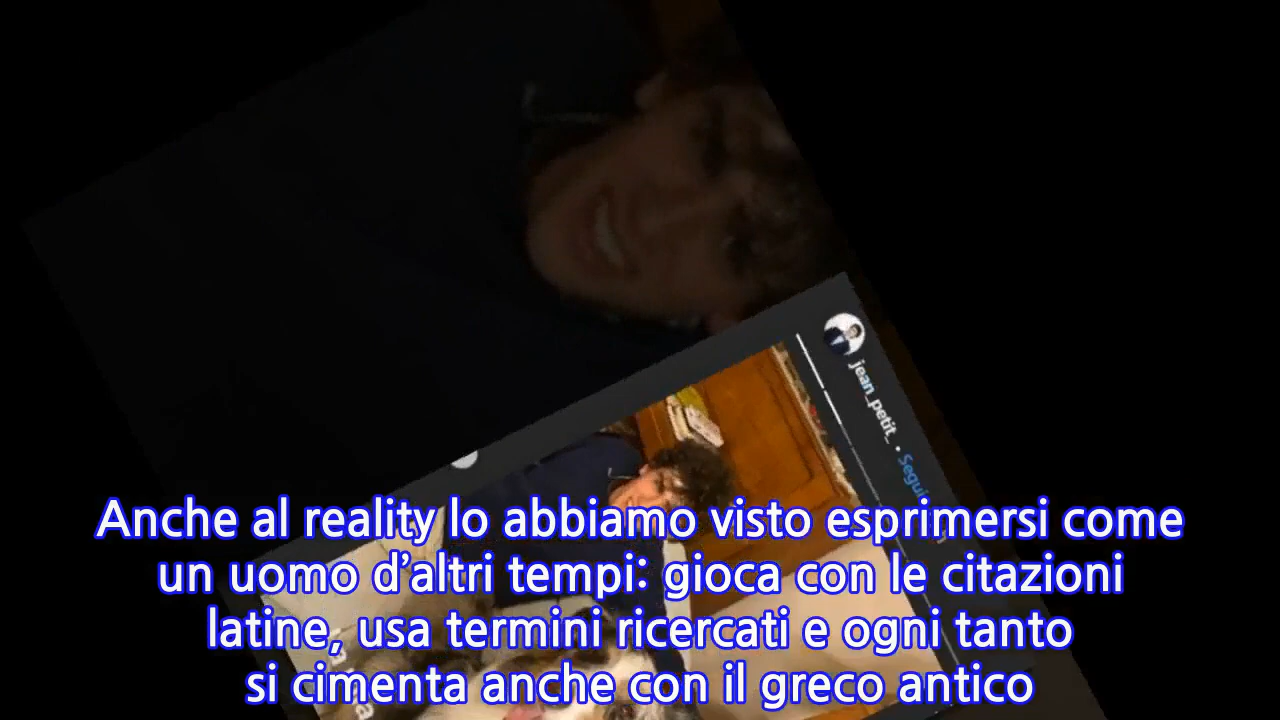 jean_petit_ • Segui
Anche al reality lo abbiamo visto esprimersi come
un uomo d'altri tempi: gioca con le citazioni
latine, usa termini ricercati e ogni tanto
si cimenta anche con il greco antico